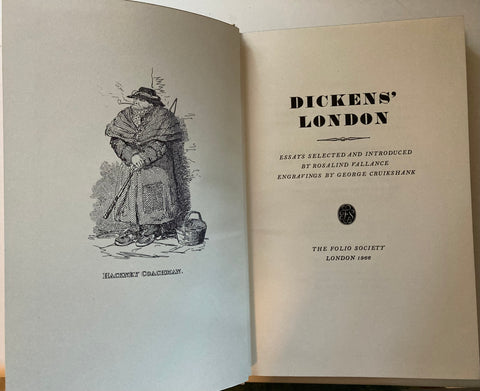 HACKNEY COACHMAN.
DICKENS'
LONDON
ESSAYS SELECTED AND INTRODUCED
BY ROSALIND VALLANCE
ENGRAVINGS BY GEORGE CRUIKSHANK
THE FOLIO SOCIETY
LONDON 1966